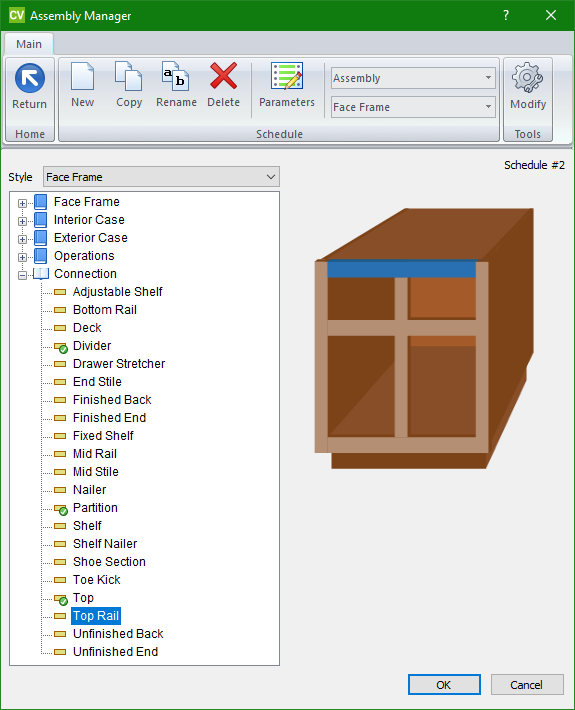 CV Assembly Manager
?
Main
Return
New
Copy
a b
Rename
Delete
Parameters
Assembly
Face Frame
Modify
Home
Schedule
Tools
Schedule #2
Style Face Frame
Face Frame
Interior Case
Exterior Case
Operations
Connection
Adjustable Shelf
Bottom Rail
Deck
Divider
Drawer Stretcher
End Stile
Finished Back
Finished End
Fixed Shelf
Mid Rail
Mid Stile
Nailer
Partition
Shelf
Shelf Nailer
Shoe Section
Toe Kick
Top
Top Rail
Unfinished Back
Unfinished End
OK
Cancel